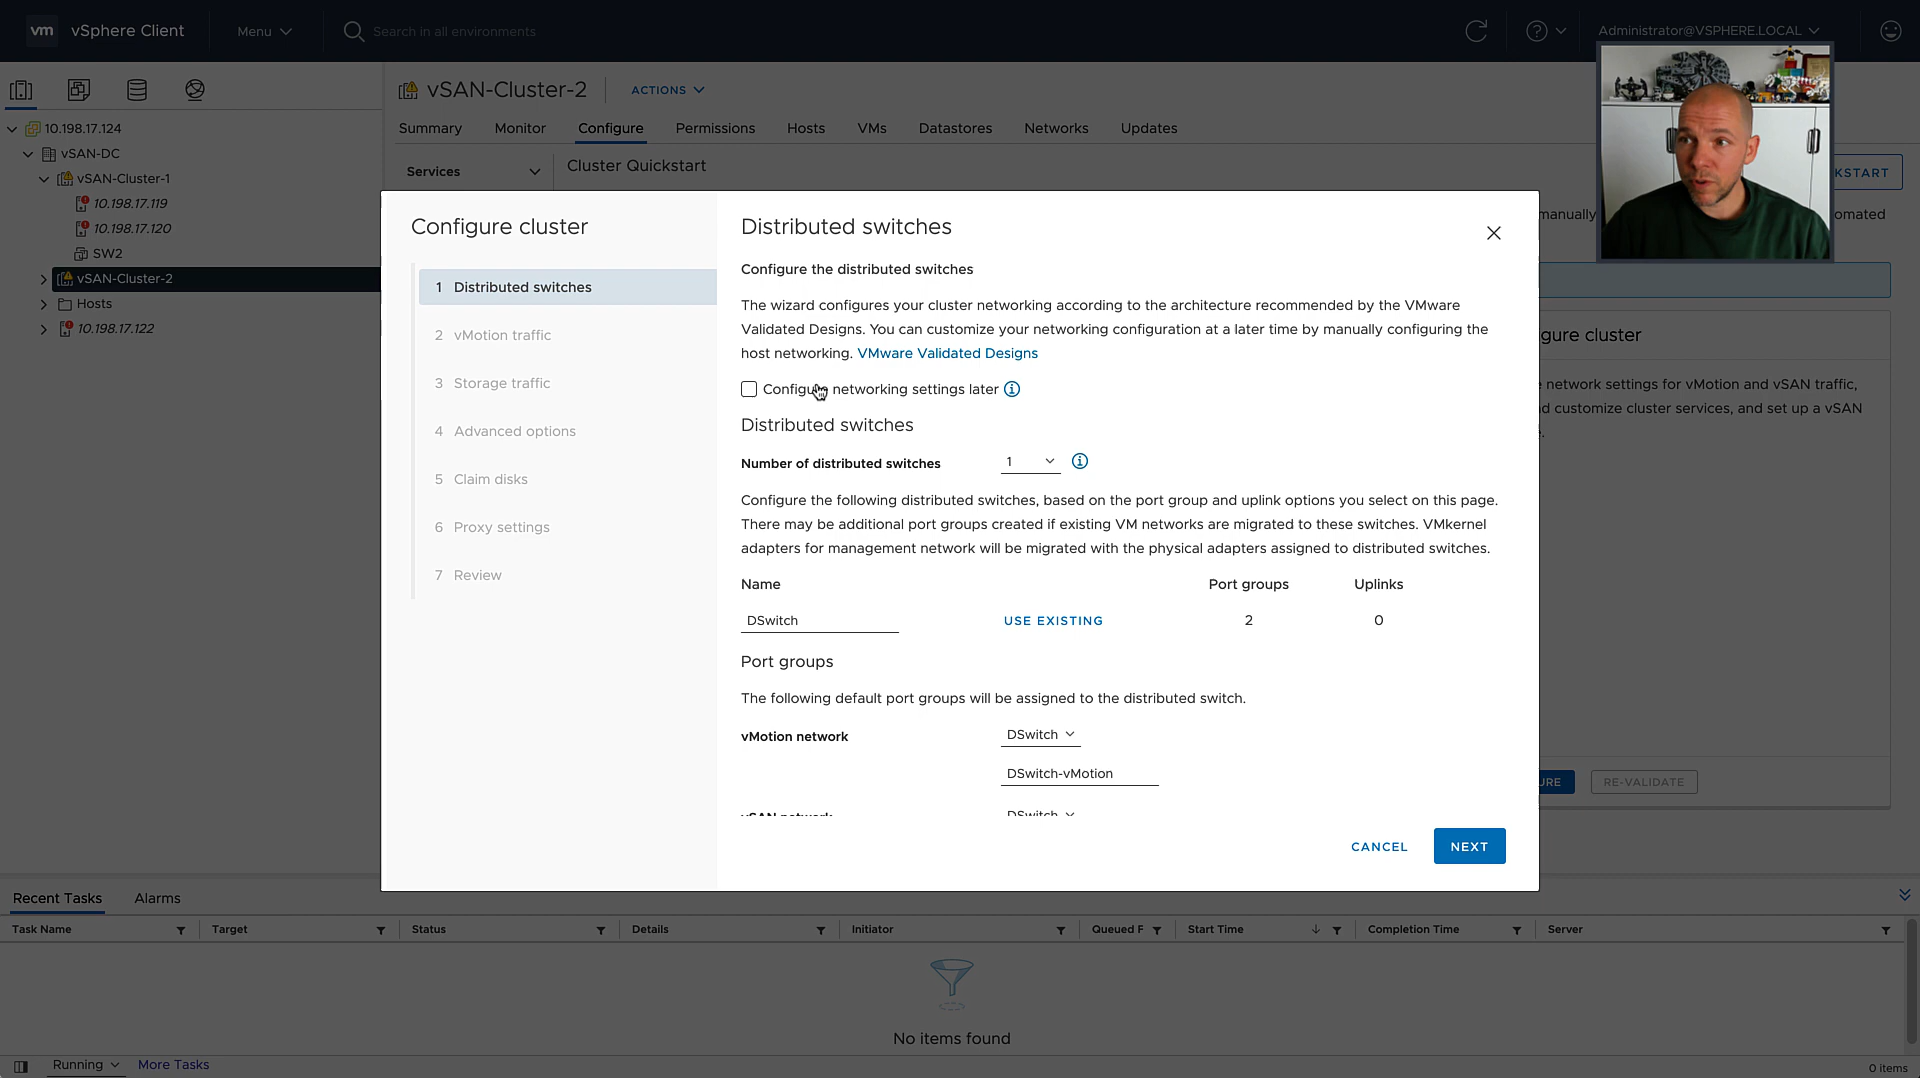 vm vSphere Client Menu Search in all environments Administrator@VSPHERE.LOCAL
vSAN-Cluster-2 ACTIONS
Summary Monitor Configure Permissions Hosts VMs Datastores Networks Updates
Services Cluster Quickstart
KSTART
10.198.17.124
vSAN-DC
vSAN-Cluster-1
10.198.17.119
10.198.17.120
SW2
vSAN-Cluster-2
Hosts
10.198.17.122
manually
omated
gure cluster
network settings for vMotion and vSAN traffic,
d customize cluster services, and set up a vSAN
URE RE-VALIDATE
Configure cluster
1 Distributed switches
2 vMotion traffic
3 Storage traffic
4 Advanced options
5 Claim disks
6 Proxy settings
7 Review
Distributed switches
Configure the distributed switches
The wizard configures your cluster networking according to the architecture recommended by the VMware
Validated Designs. You can customize your networking configuration at a later time by manually configuring the
host networking. VMware Validated Designs
Configure networking settings later
Distributed switches
Number of distributed switches 1
Configure the following distributed switches, based on the port group and uplink options you select on this page.
There may be additional port groups created if existing VM networks are migrated to these switches. VMkernel
adapters for management network will be migrated with the physical adapters assigned to distributed switches.
Name Port groups Uplinks
DSwitch USE EXISTING 2 0
Port groups
The following default port groups will be assigned to the distributed switch.
vMotion network DSwitch
DSwitch-vMotion
vSAN network DSwitch
CANCEL NEXT
Recent Tasks Alarms
Task Name Target Status Details Initiator Queued F Start Time Completion Time Server
No items found
Running More Tasks
0 items